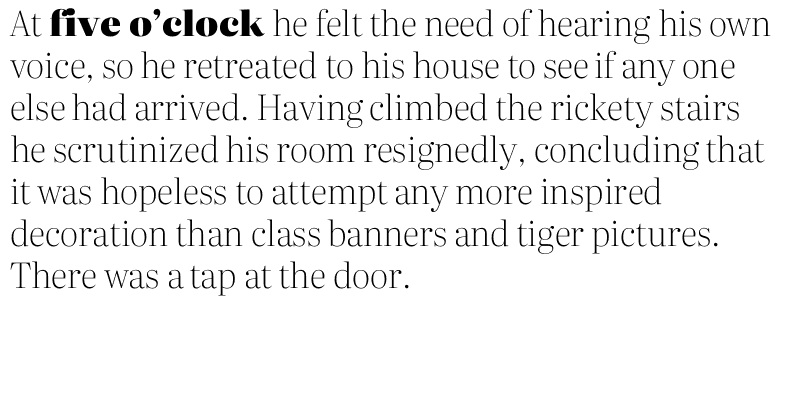 At five o’clock he felt the need of hearing his own
voice, so he retreated to his house to see if any one
else had arrived. Having climbed the rickety stairs
he scrutinized his room resignedly, concluding that
it was hopeless to attempt any more inspired
decoration than class banners and tiger pictures.
There was a tap at the door.